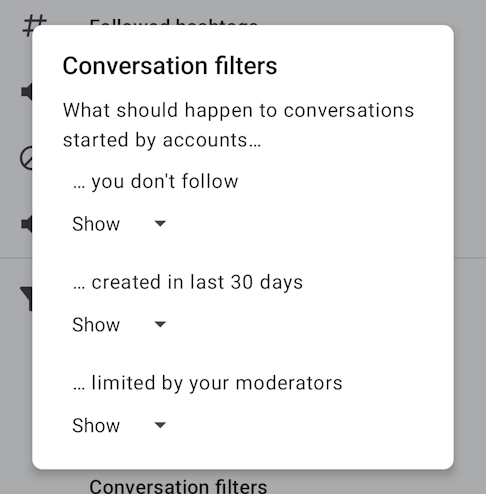 # Followed hashtags
Conversation filters
What should happen to conversations
started by accounts…
… you don't follow
Show
… created in last 30 days
Show
… limited by your moderators
Show
Conversation filters